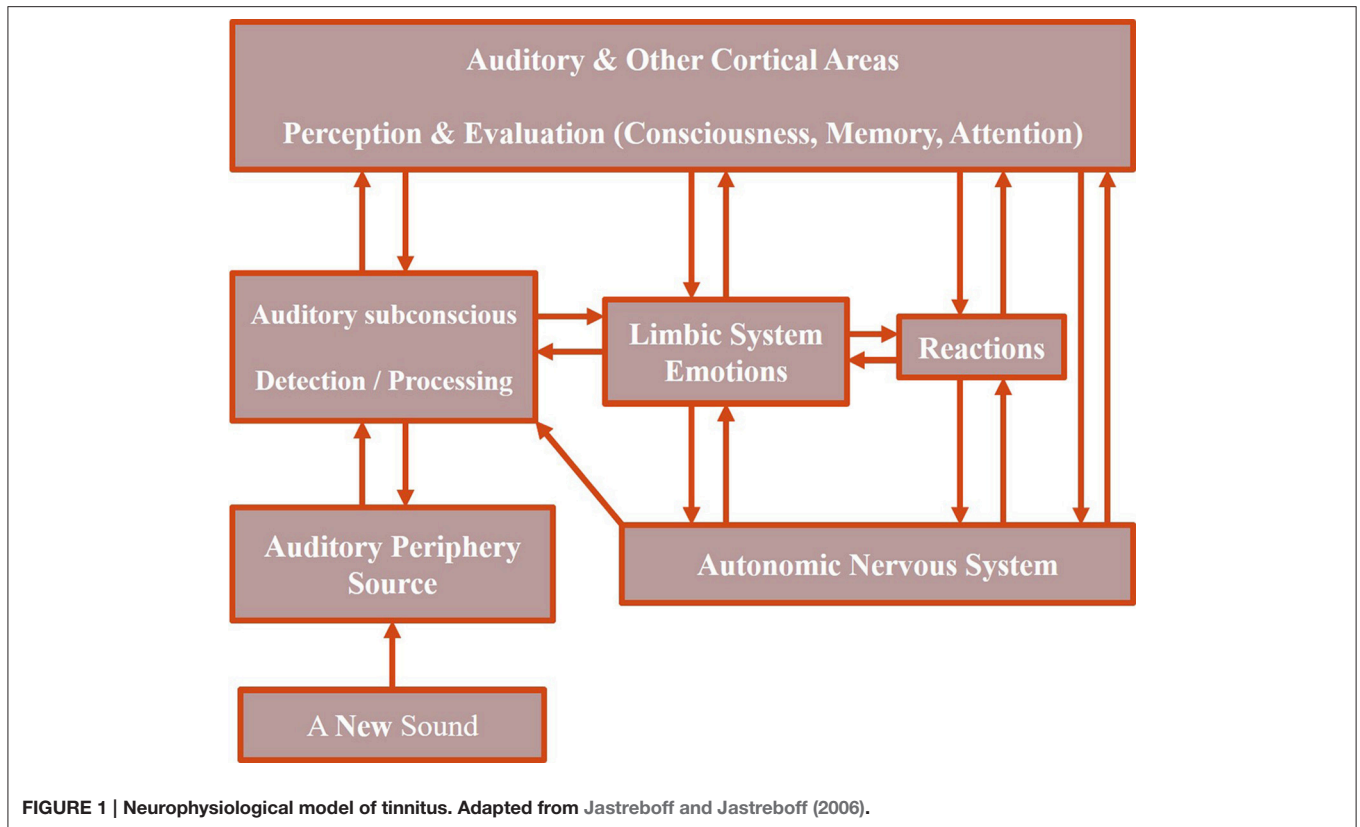 Auditory & Other Cortical Areas
Perception & Evaluation (Consciousness, Memory, Attention)
Auditory subconscious
Detection / Processing
Limbic System
Emotions
Reactions
Auditory Periphery
Source
Autonomic Nervous System
A New Sound
FIGURE 1 | Neurophysiological model of tinnitus. Adapted from Jastreboff and Jastreboff (2006).